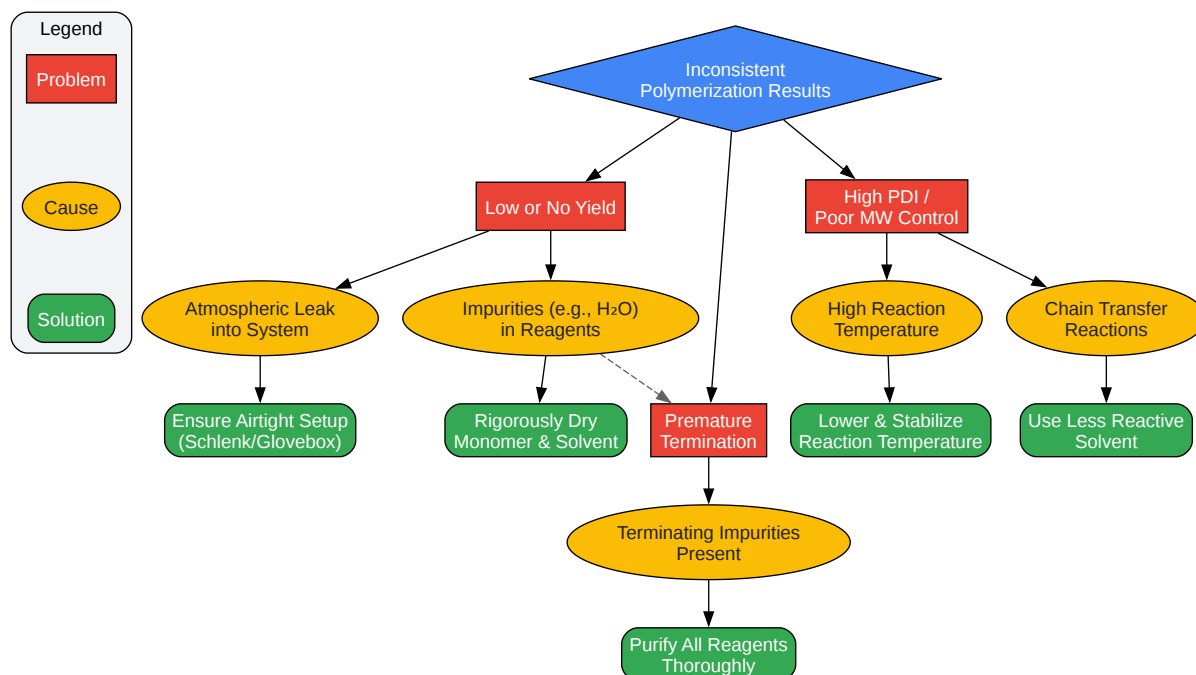 Legend
Problem
Cause
Solution
Inconsistent
Polymerization Results
Low or No Yield
High PDI /
Poor MW Control
Atmospheric Leak
into System
Impurities (e.g., H₂O)
in Reagents
High Reaction
Temperature
Chain Transfer
Reactions
Ensure Airtight Setup
(Schlenk/Glovebox)
Rigorously Dry
Monomer & Solvent
Premature
Termination
Lower & Stabilize
Reaction Temperature
Use Less Reactive
Solvent
Terminating Impurities
Present
Purify All Reagents
Thoroughly